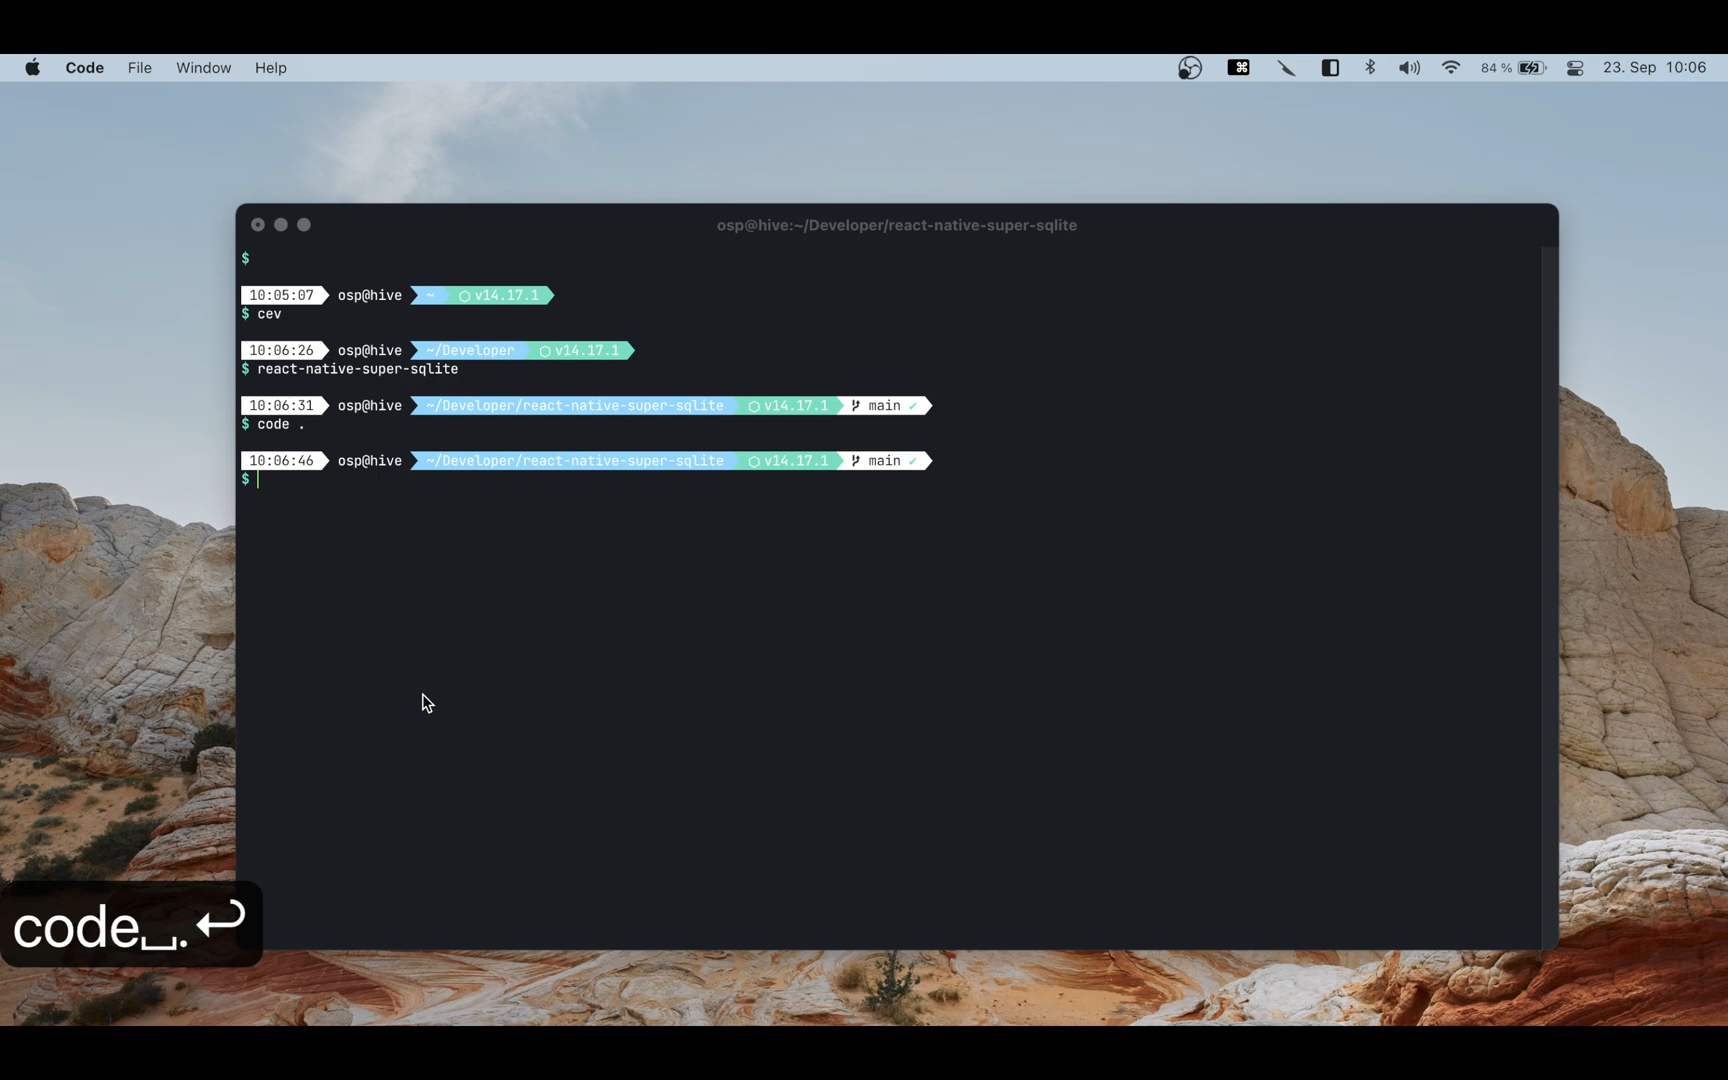 Code File Window Help 84 % 23. Sep 10:06
osp@hive:~/Developer/react-native-super-sqlite
$
10:05:07 osp@hive ~ v14.17.1
$ cev
10:06:26 osp@hive ~/Developer v14.17.1
$ react-native-super-sqlite
10:06:31 osp@hive ~/Developer/react-native-super-sqlite v14.17.1 main ✓
$ code .
10:06:46 osp@hive ~/Developer/react-native-super-sqlite v14.17.1 main ✓
$
code␣.↩